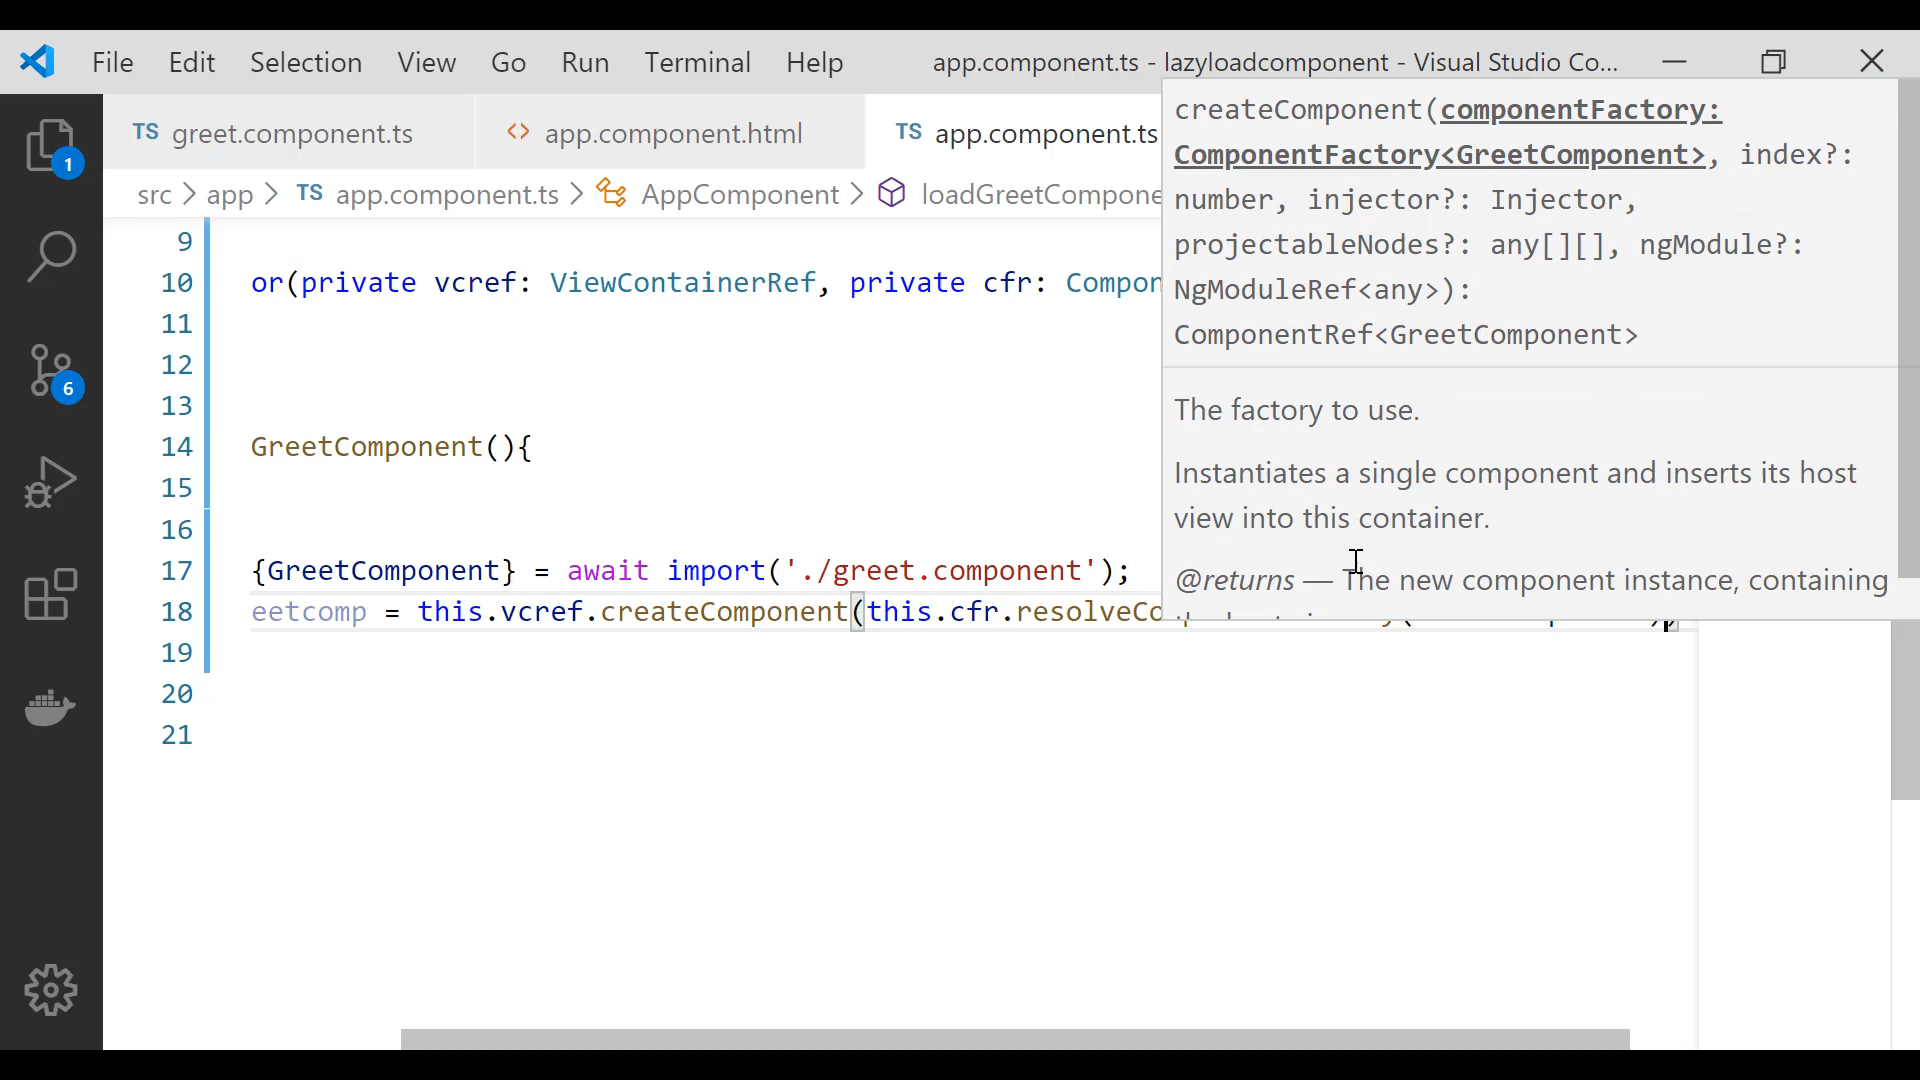 File Edit Selection View Go Run Terminal Help app.component.ts - lazyloadcomponent - Visual Studio Co...
TS greet.component.ts <> app.component.html TS app.component.ts
src > app > TS app.component.ts > AppComponent > loadGreetCompone
1
6
9
10 or(private vcref: ViewContainerRef, private cfr: Compon
11
12
13
14 GreetComponent(){
15
16
17 {GreetComponent} = await import('./greet.component');
18 eetcomp = this.vcref.createComponent(this.cfr.resolveCo
19
20
21
createComponent(componentFactory:
ComponentFactory<GreetComponent>, index?:
number, injector?: Injector,
projectableNodes?: any[][], ngModule?:
NgModuleRef<any>):
ComponentRef<GreetComponent>
The factory to use.
Instantiates a single component and inserts its host
view into this container.
@returns — The new component instance, containing